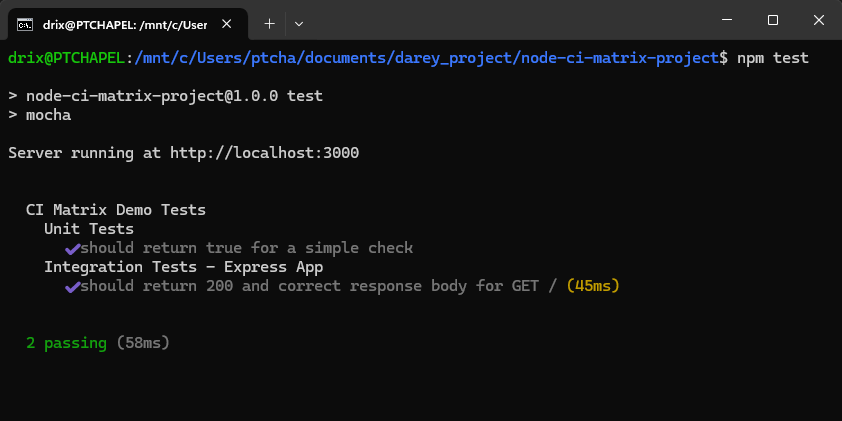 drix@PTCHAPEL: /mnt/c/User
drix@PTCHAPEL:/mnt/c/Users/ptcha/documents/darey_project/node-ci-matrix-project$ npm test
> node-ci-matrix-project@1.0.0 test
> mocha
Server running at http://localhost:3000
CI Matrix Demo Tests
Unit Tests
✔should return true for a simple check
Integration Tests - Express App
✔should return 200 and correct response body for GET / (45ms)
2 passing (58ms)